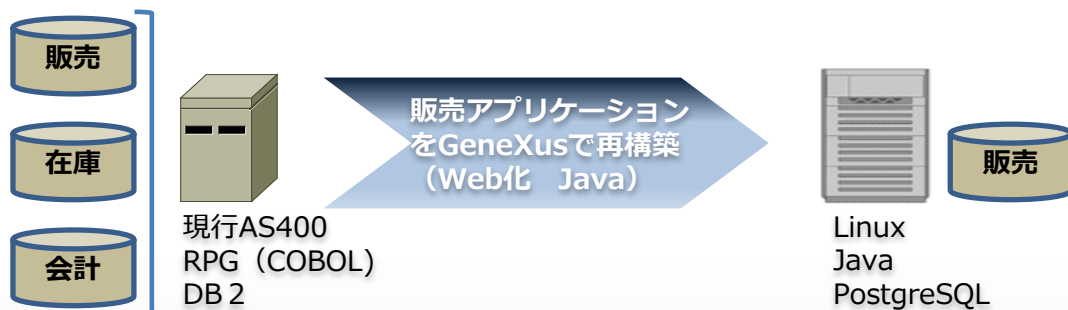 販売
在庫
会計
現行AS400
RPG（COBOL)
DB２
販売アプリケーション
をGeneXusで再構築
（Web化　Java）
Linux
Java
PostgreSQL
販売